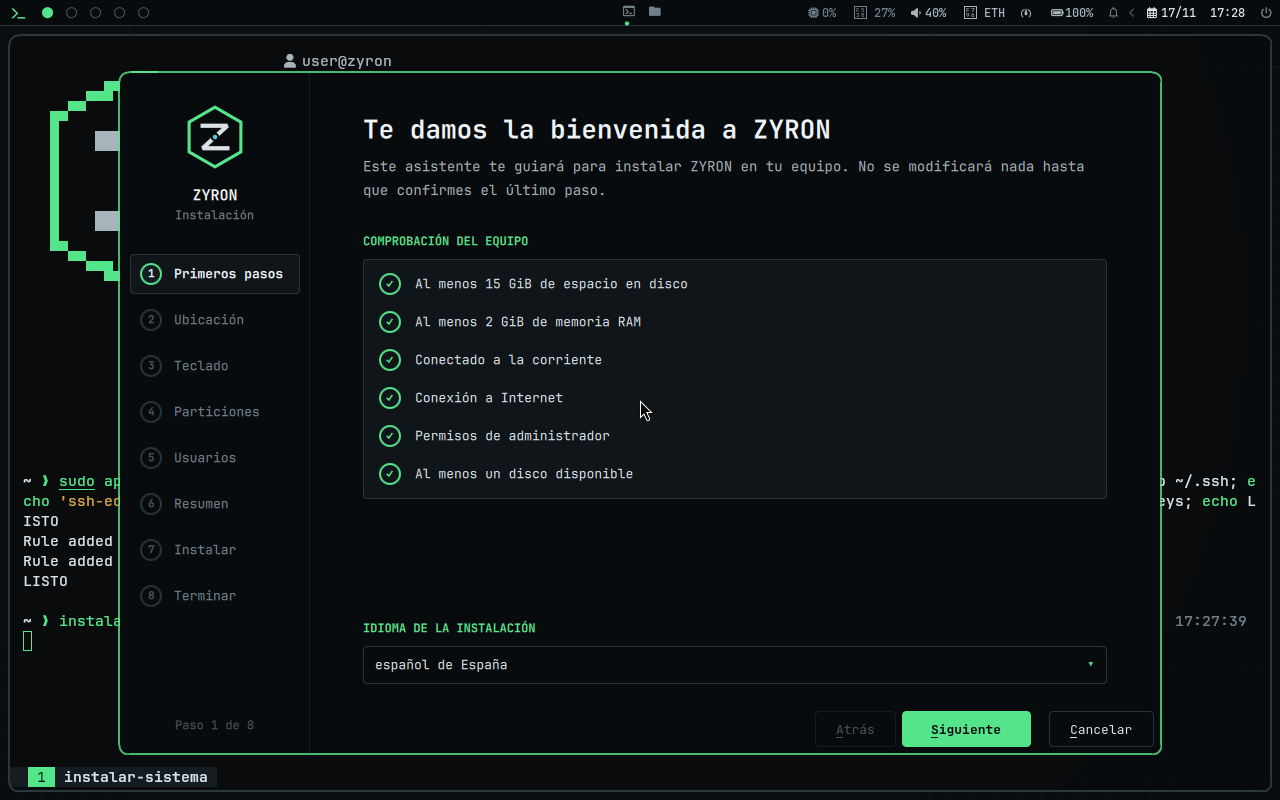 0% 27% 40% ETH 100% 17/11 17:28
user@zyron
ZYRON
Instalación
1 Primeros pasos
2 Ubicación
3 Teclado
4 Particiones
5 Usuarios
6 Resumen
7 Instalar
8 Terminar
Paso 1 de 8
Te damos la bienvenida a ZYRON
Este asistente te guiará para instalar ZYRON en tu equipo. No se modificará nada hasta
que confirmes el último paso.
COMPROBACIÓN DEL EQUIPO
Al menos 15 GiB de espacio en disco
Al menos 2 GiB de memoria RAM
Conectado a la corriente
Conexión a Internet
Permisos de administrador
Al menos un disco disponible
IDIOMA DE LA INSTALACIÓN
español de España
Atrás Siguiente Cancelar
~ ❱ sudo ap ~/.ssh; e
cho 'ssh-ed eys; echo L
ISTO
Rule added
Rule added
LISTO
~ ❱ instala 17:27:39
1 instalar-sistema